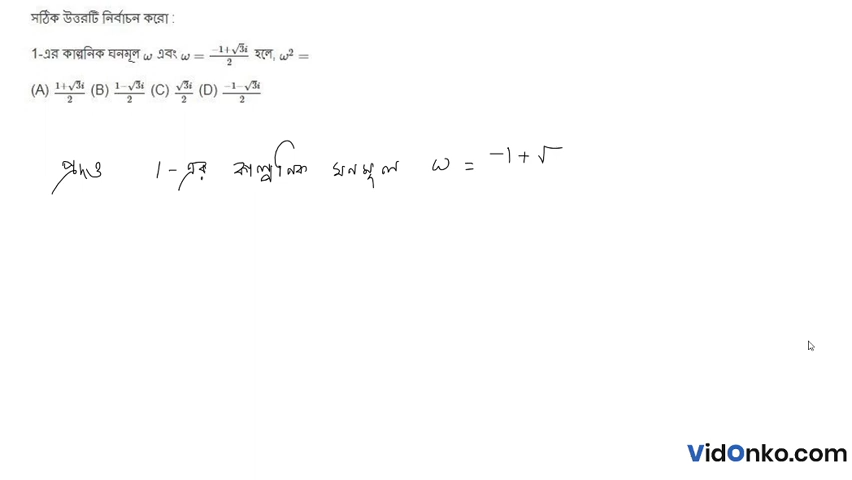 সঠিক উত্তরটি নির্বাচন করো :
1-এর কাল্পনিক ঘনমূল ω এবং ω = (-1+√3i)/2 হলে, ω² =
(A) (1+√3i)/2 (B) (1-√3i)/2 (C) (√3i)/2 (D) (-1-√3i)/2
প্রদত্ত 1-এর কাল্পনিক ঘনমূল ω = -1+√
VidOnko.com